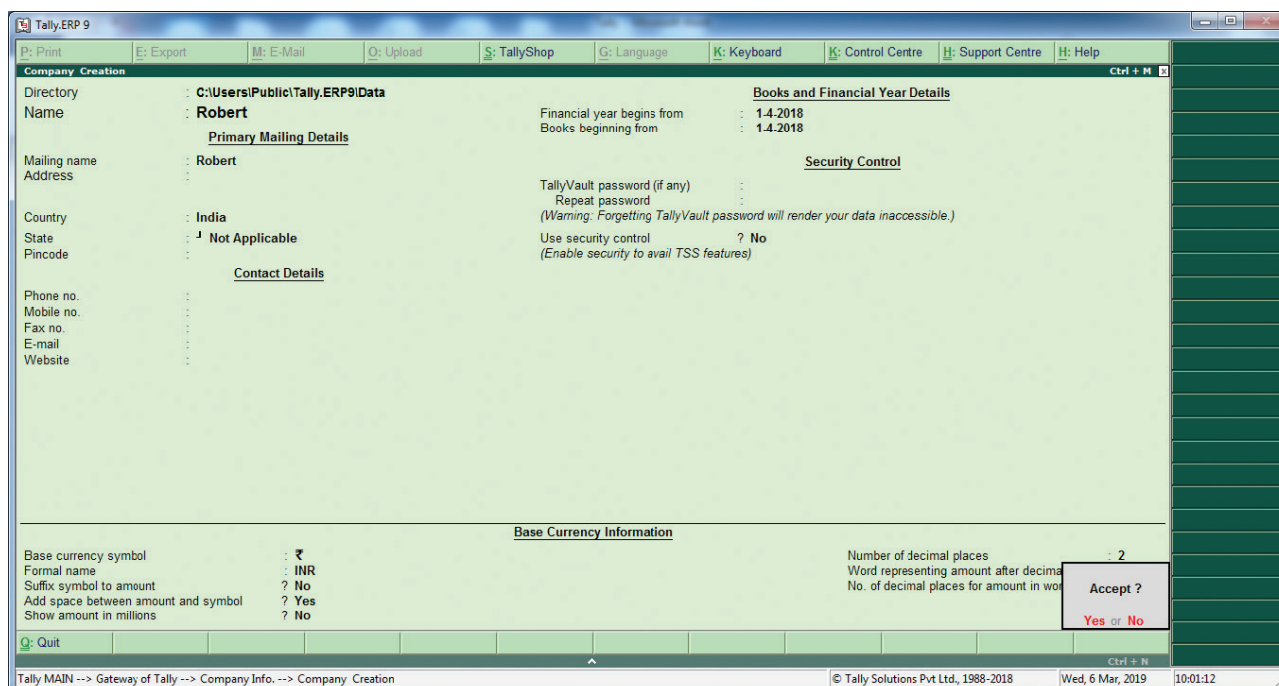 Tally.ERP 9
P: Print E: Export M: E-Mail O: Upload S: TallyShop G: Language K: Keyboard K: Control Centre H: Support Centre H: Help
Company Creation Ctrl + M
Directory : C:\Users\Public\Tally.ERP9\Data
Name : Robert
Primary Mailing Details
Mailing name : Robert
Address :
Country : India
State : ┘ Not Applicable
Pincode :
Contact Details
Phone no. :
Mobile no. :
Fax no. :
E-mail :
Website :
Books and Financial Year Details
Financial year begins from : 1-4-2018
Books beginning from : 1-4-2018
Security Control
TallyVault password (if any) :
Repeat password :
(Warning: Forgetting TallyVault password will render your data inaccessible.)
Use security control ? No
(Enable security to avail TSS features)
Base Currency Information
Base currency symbol : ₹
Formal name : INR
Suffix symbol to amount ? No
Add space between amount and symbol ? Yes
Show amount in millions ? No
Number of decimal places : 2
Word representing amount after decima
No. of decimal places for amount in wor
Accept ?
Yes or No
Q: Quit
Ctrl + N
Tally MAIN --> Gateway of Tally --> Company Info. --> Company Creation © Tally Solutions Pvt Ltd., 1988-2018 Wed, 6 Mar, 2019 10:01:12